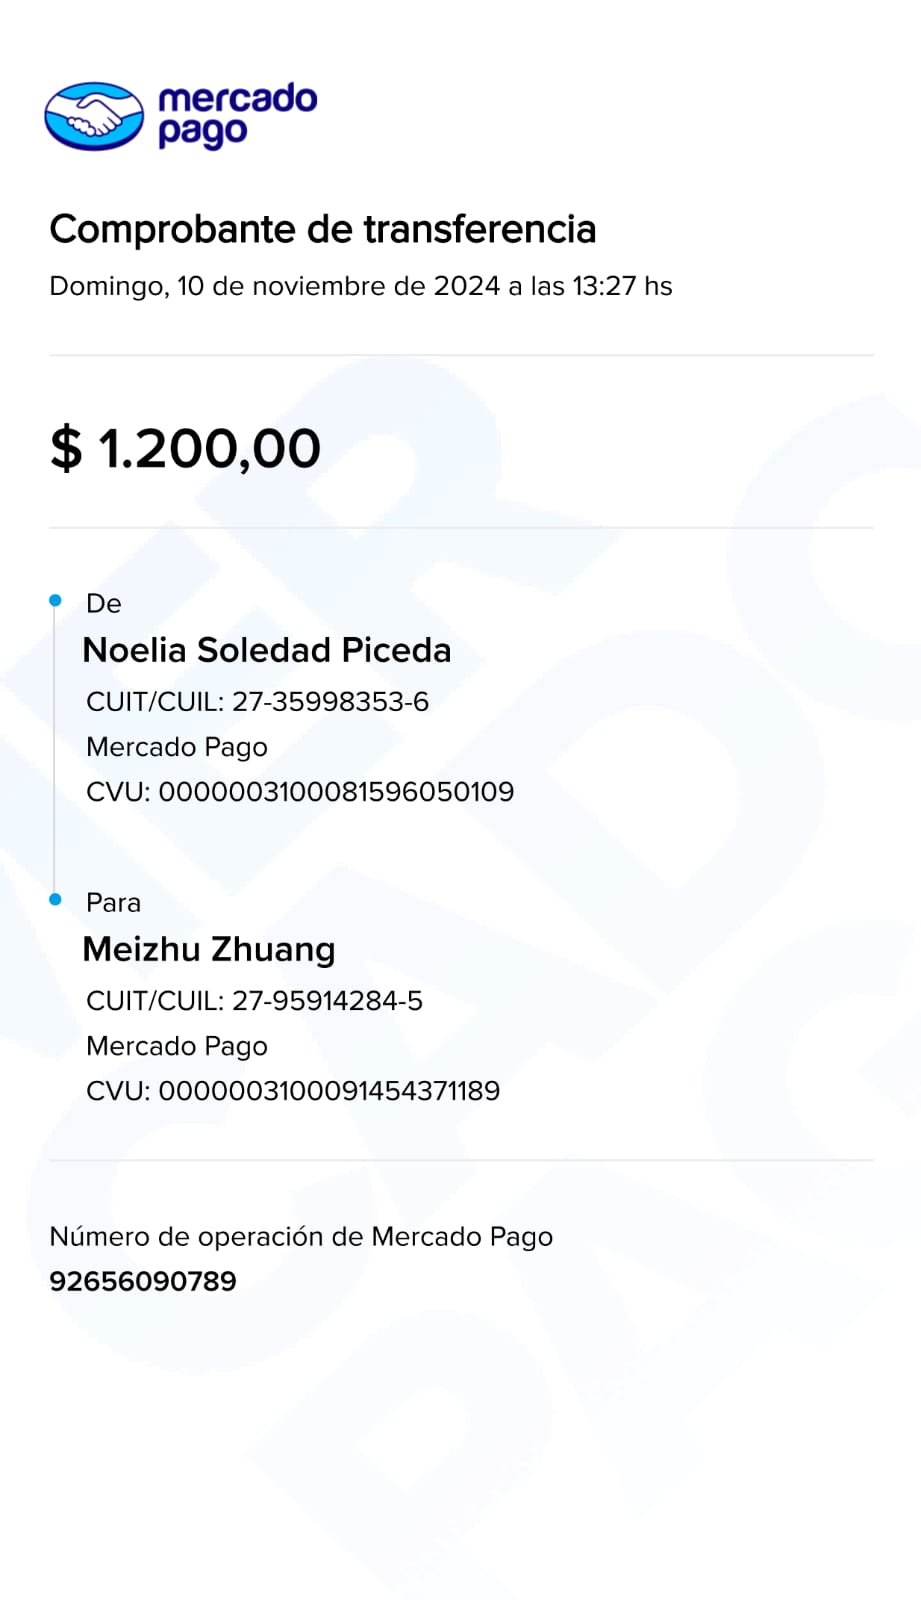 mercado
pago
Comprobante de transferencia
Domingo, 10 de noviembre de 2024 a las 13:27 hs
$ 1.200,00
De
Noelia Soledad Piceda
CUIT/CUIL: 27-35998353-6
Mercado Pago
CVU: 0000003100081596050109
Para
Meizhu Zhuang
CUIT/CUIL: 27-95914284-5
Mercado Pago
CVU: 0000003100091454371189
Número de operación de Mercado Pago
92656090789
MERCADO
PAGO